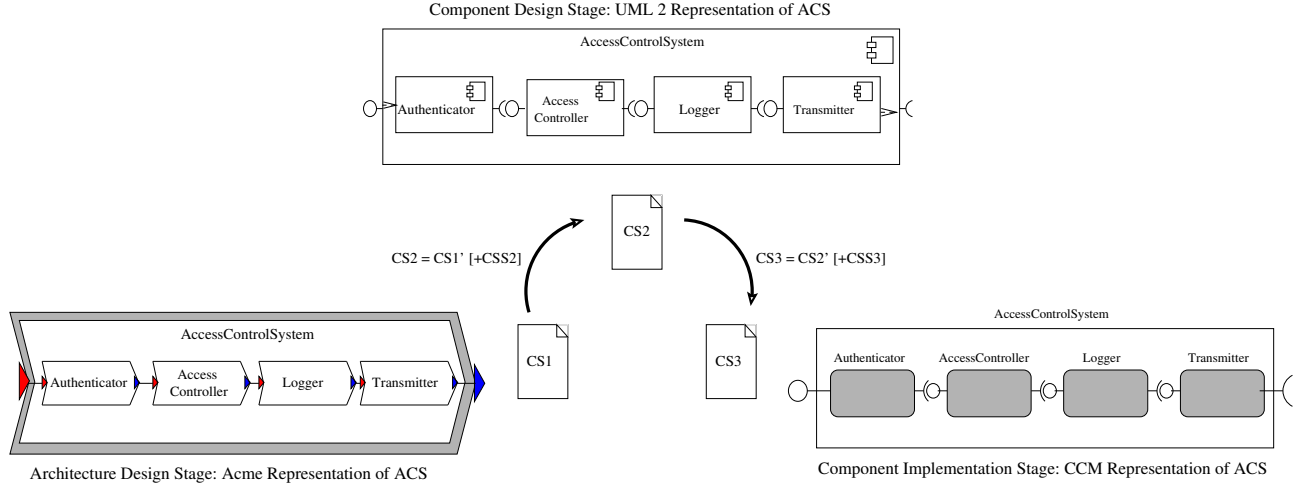 Component Design Stage: UML 2 Representation of ACS
AccessControlSystem
Authenticator
Access
Controller
Logger
Transmitter
CS2
CS2 = CS1’ [+CSS2]
CS3 = CS2’ [+CSS3]
CS1
CS3
AccessControlSystem
Authenticator
Access
Controller
Logger
Transmitter
Architecture Design Stage: Acme Representation of ACS
AccessControlSystem
Authenticator
AccessController
Logger
Transmitter
Component Implementation Stage: CCM Representation of ACS